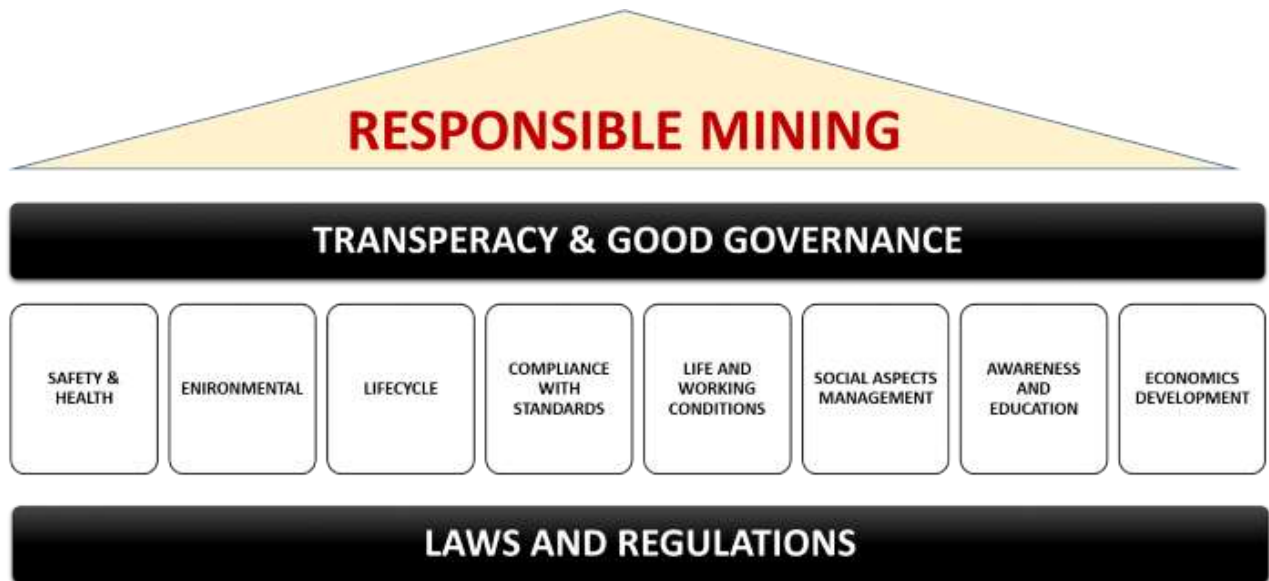 RESPONSIBLE MINING
TRANSPERACY & GOOD GOVERNANCE
SAFETY &
HEALTH
ENIRONMENTAL
LIFECYCLE
COMPLIANCE
WITH
STANDARDS
LIFE AND
WORKING
CONDITIONS
SOCIAL ASPECTS
MANAGEMENT
AWARENESS
AND
EDUCATION
ECONOMICS
DEVELOPMENT
LAWS AND REGULATIONS